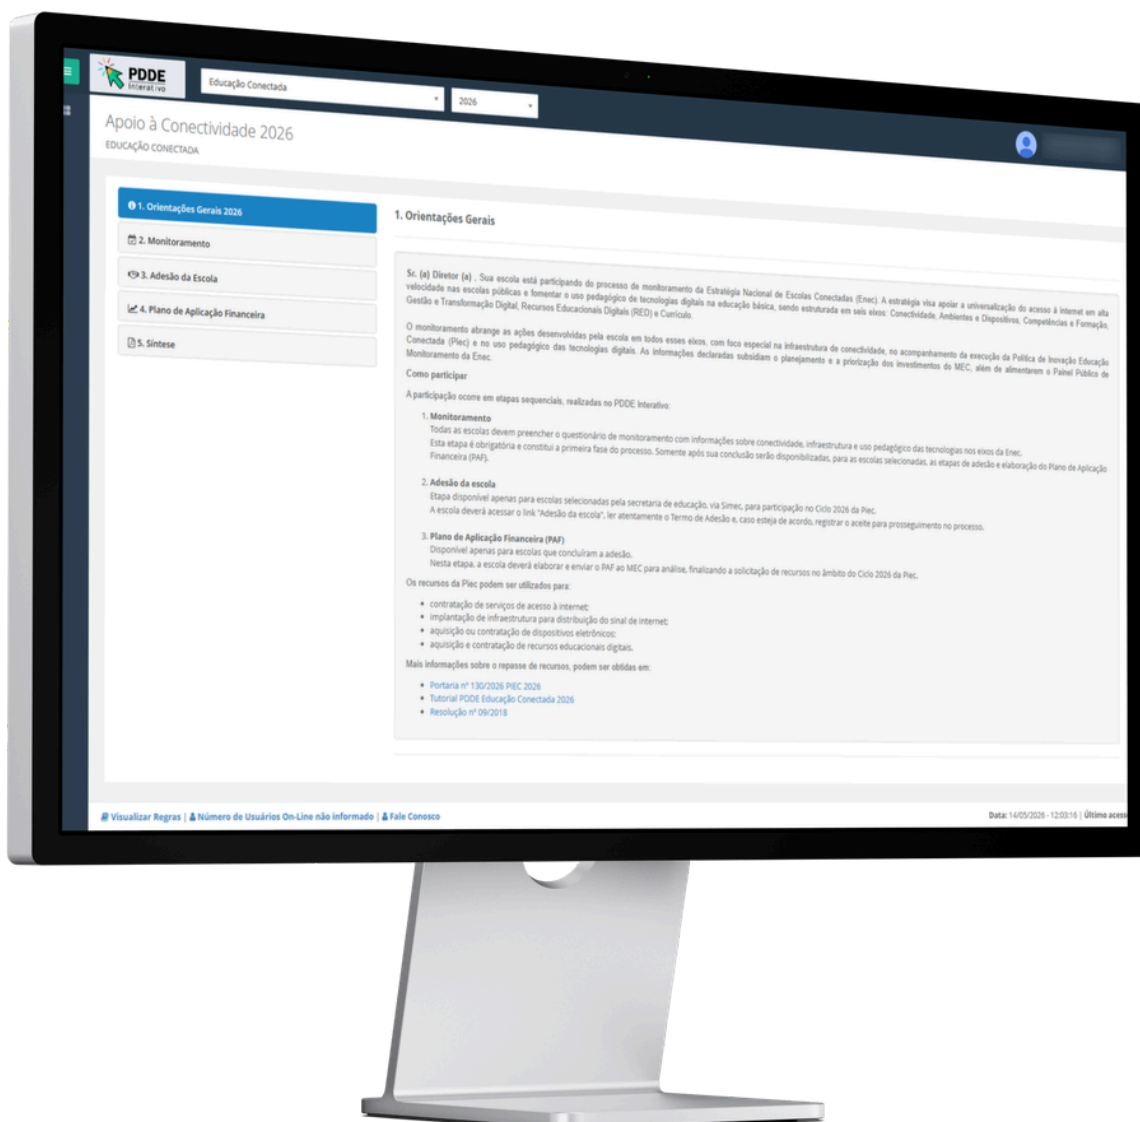 PDDE
Interativo
Educação Conectada
2026
Apoio à Conectividade 2026
EDUCAÇÃO CONECTADA
1. Orientações Gerais 2026
2. Monitoramento
3. Adesão da Escola
4. Plano de Aplicação Financeira
5. Síntese
1. Orientações Gerais
Sr. (a) Diretor (a) , Sua escola está participando do processo de monitoramento da Estratégia Nacional de Escolas Conectadas (Enec). A estratégia visa apoiar a universalização do acesso à internet em alta
velocidade nas escolas públicas e fomentar o uso pedagógico de tecnologias digitais na educação básica, sendo estruturada em seis eixos: Conectividade, Ambientes e Dispositivos, Competências e Formação,
Gestão e Transformação Digital, Recursos Educacionais Digitais (RED) e Currículo.
O monitoramento abrange as ações desenvolvidas pela escola em todos esses eixos, com foco especial na infraestrutura de conectividade, no acompanhamento da execução da Política de Inovação Educação
Conectada (Piec) e no uso pedagógico das tecnologias digitais. As informações declaradas subsidiam o planejamento e a priorização dos investimentos do MEC, além de alimentarem o Painel Público de
Monitoramento da Enec.
Como participar
A participação ocorre em etapas sequenciais, realizadas no PDDE Interativo:
1. Monitoramento
Todas as escolas devem preencher o questionário de monitoramento com informações sobre conectividade, infraestrutura e uso pedagógico das tecnologias nos eixos da Enec.
Esta etapa é obrigatória e constitui a primeira fase do processo. Somente após sua conclusão serão disponibilizadas, para as escolas selecionadas, as etapas de adesão e elaboração do Plano de Aplicação
Financeira (PAF).
2. Adesão da escola
Etapa disponível apenas para escolas selecionadas pela secretaria de educação, via Simec, para participação no Ciclo 2026 da Piec.
A escola deverá acessar o link "Adesão da escola", ler atentamente o Termo de Adesão e, caso esteja de acordo, registrar o aceite para prosseguimento no processo.
3. Plano de Aplicação Financeira (PAF)
Disponível apenas para escolas que concluíram a adesão.
Nesta etapa, a escola deverá elaborar e enviar o PAF ao MEC para análise, finalizando a solicitação de recursos no âmbito do Ciclo 2026 da Piec.
Os recursos da Piec podem ser utilizados para:
• contratação de serviços de acesso à internet;
• implantação de infraestrutura para distribuição do sinal de internet;
• aquisição ou contratação de dispositivos eletrônicos;
• aquisição e contratação de recursos educacionais digitais.
Mais informações sobre o repasse de recursos, podem ser obtidas em:
• Portaria nº 130/2026 PIEC 2026
• Tutorial PDDE Educação Conectada 2026
• Resolução nº 09/2018
Visualizar Regras | Número de Usuários On-Line não informado | Fale Conosco
Data: 14/05/2026 - 12:03:16 | Último acess